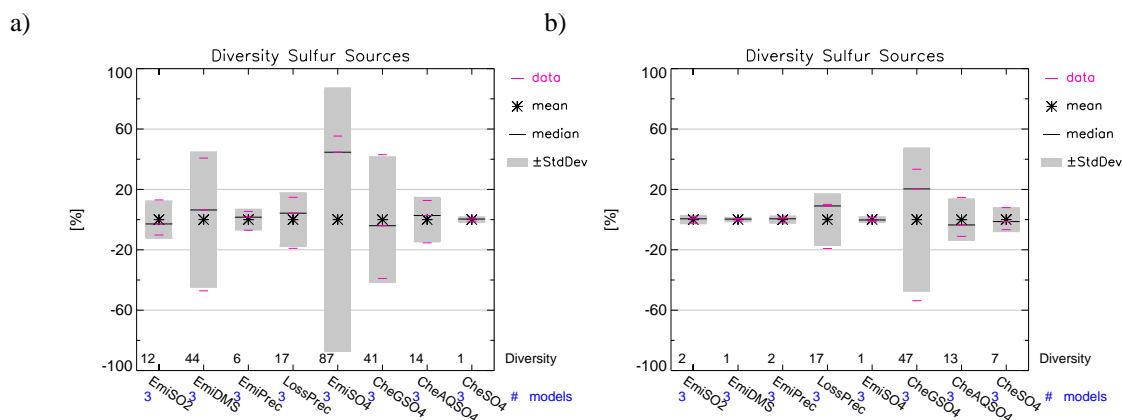 a)
Diversity Sulfur Sources
100
60
20
-20
-60
-100
[%]
data
mean
median
±StdDev
12 44 6 17 87 41 14 1 Diversity
EmiSO2 EmiDMS EmiPrec LossPrec EmiSO4 CheGSO4 CheAQSO4 CheSO4
3 3 3 3 3 3 3 3 # models
b)
Diversity Sulfur Sources
100
60
20
-20
-60
-100
[%]
data
mean
median
±StdDev
2 1 2 17 1 47 13 7 Diversity
EmiSO2 EmiDMS EmiPrec LossPrec EmiSO4 CheGSO4 CheAQSO4 CheSO4
3 3 3 3 3 3 3 3 # models